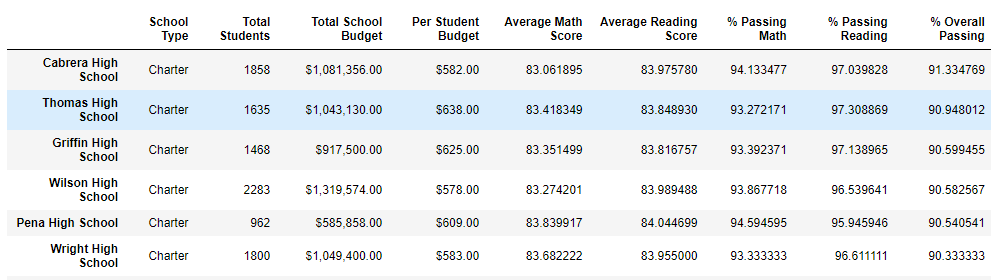 School Type Total Students Total School Budget Per Student Budget Average Math Score Average Reading Score % Passing Math % Passing Reading % Overall Passing
Cabrera High School Charter 1858 $1,081,356.00 $582.00 83.061895 83.975780 94.133477 97.039828 91.334769
Thomas High School Charter 1635 $1,043,130.00 $638.00 83.418349 83.848930 93.272171 97.308869 90.948012
Griffin High School Charter 1468 $917,500.00 $625.00 83.351499 83.816757 93.392371 97.138965 90.599455
Wilson High School Charter 2283 $1,319,574.00 $578.00 83.274201 83.989488 93.867718 96.539641 90.582567
Pena High School Charter 962 $585,858.00 $609.00 83.839917 84.044699 94.594595 95.945946 90.540541
Wright High School Charter 1800 $1,049,400.00 $583.00 83.682222 83.955000 93.333333 96.611111 90.333333